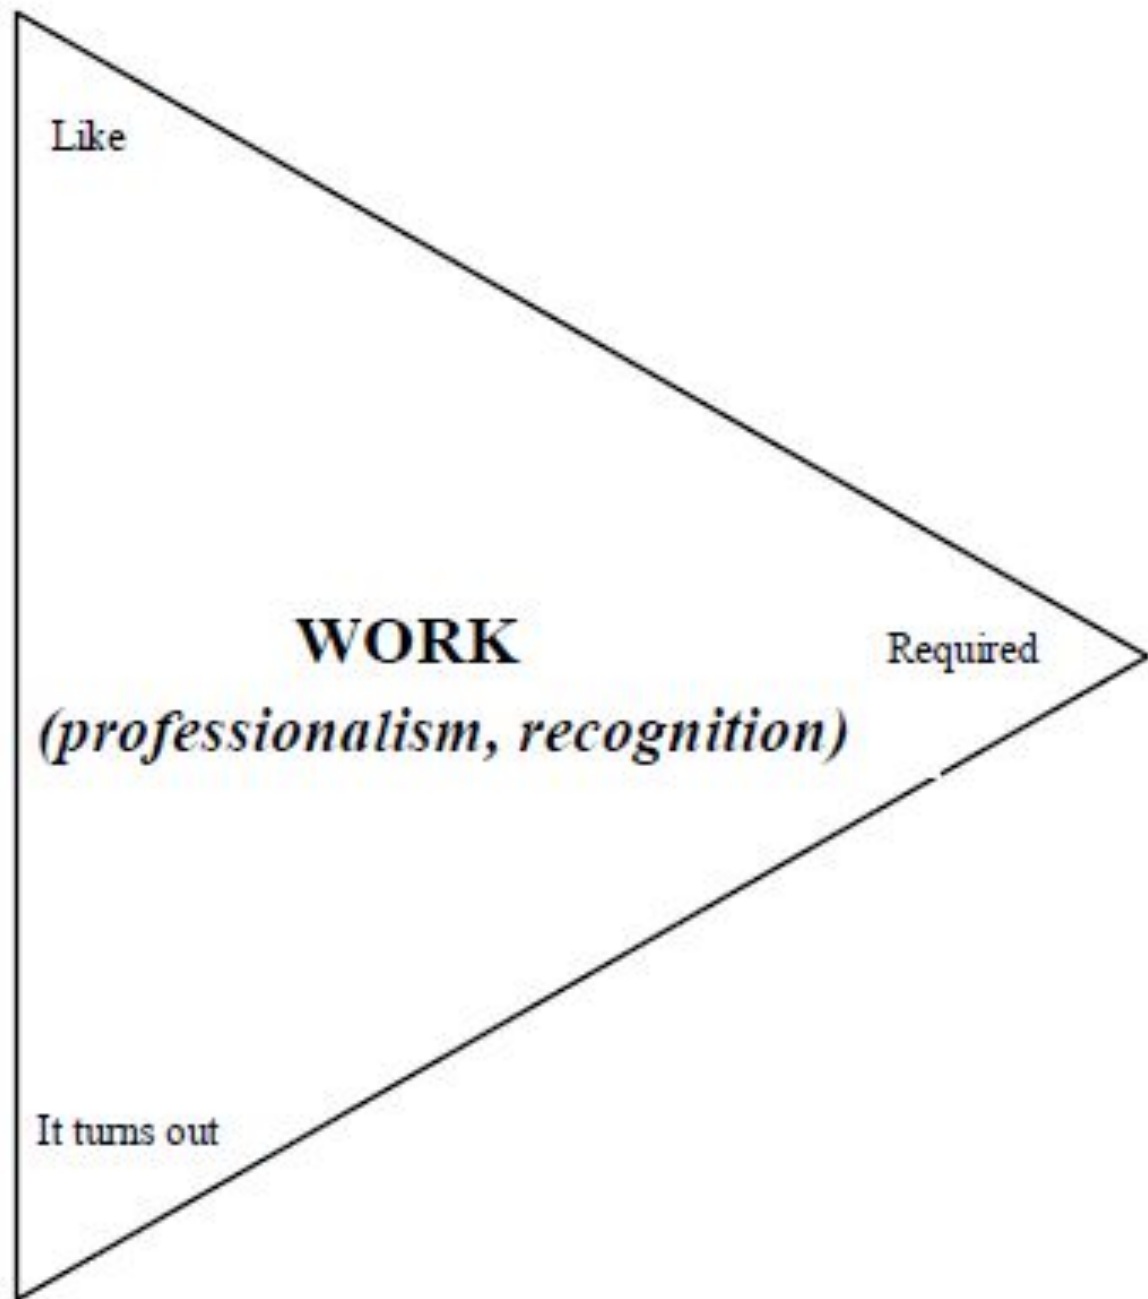 Like
WORK
Required
(professionalism, recognition)
It turns out